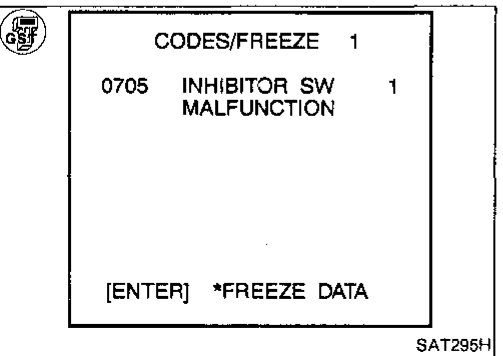 GST
CODES/FREEZE 1
0705 INHIBITOR SW 1
MALFUNCTION
[ENTER] *FREEZE DATA
SAT295H